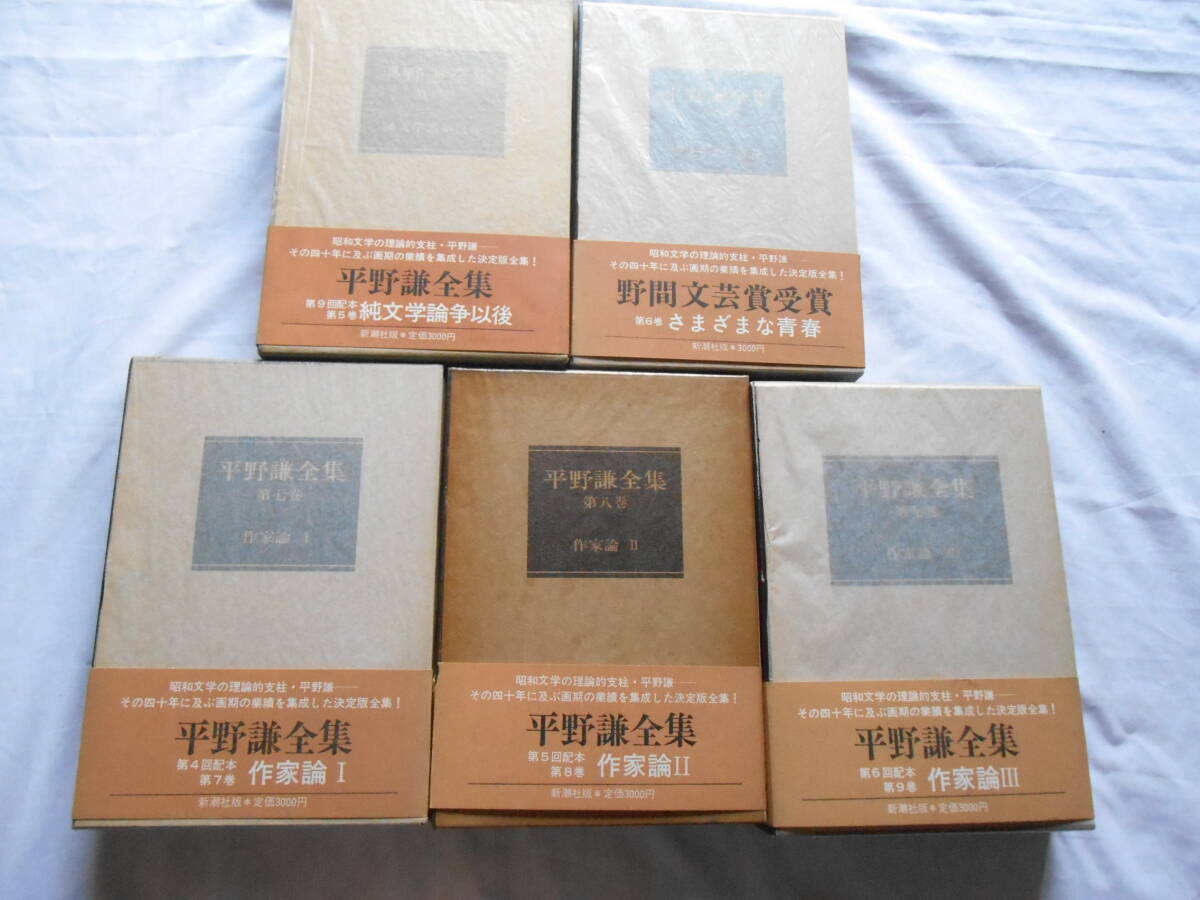 昭和文学の理論的支柱・平野謙──
その四十年に及ぶ画期の業績を集成した決定版全集!
平野謙全集
第9回配本
第5巻 純文学論争以後
新潮社版*定価3000円
昭和文学の理論的支柱・平野謙──
その四十年に及ぶ画期の業績を集成した決定版全集!
野間文芸賞受賞
第6巻 さまざまな青春
新潮社版*3000円
平野謙全集
第七巻
作家論 I
昭和文学の理論的支柱・平野謙──
その四十年に及ぶ画期の業績を集成した決定版全集!
平野謙全集
第4回配本
第7巻 作家論 I
新潮社版*定価3000円
平野謙全集
第八巻
作家論 II
昭和文学の理論的支柱・平野謙──
その四十年に及ぶ画期の業績を集成した決定版全集!
平野謙全集
第5回配本
第8巻 作家論II
新潮社版*定価3000円
平野謙全集
作家論
昭和文学の理論的支柱・平野謙──
その四十年に及ぶ画期の業績を集成した決定版全集!
平野謙全集
第6回配本
第9巻 作家論III
新潮社版*定価3000円